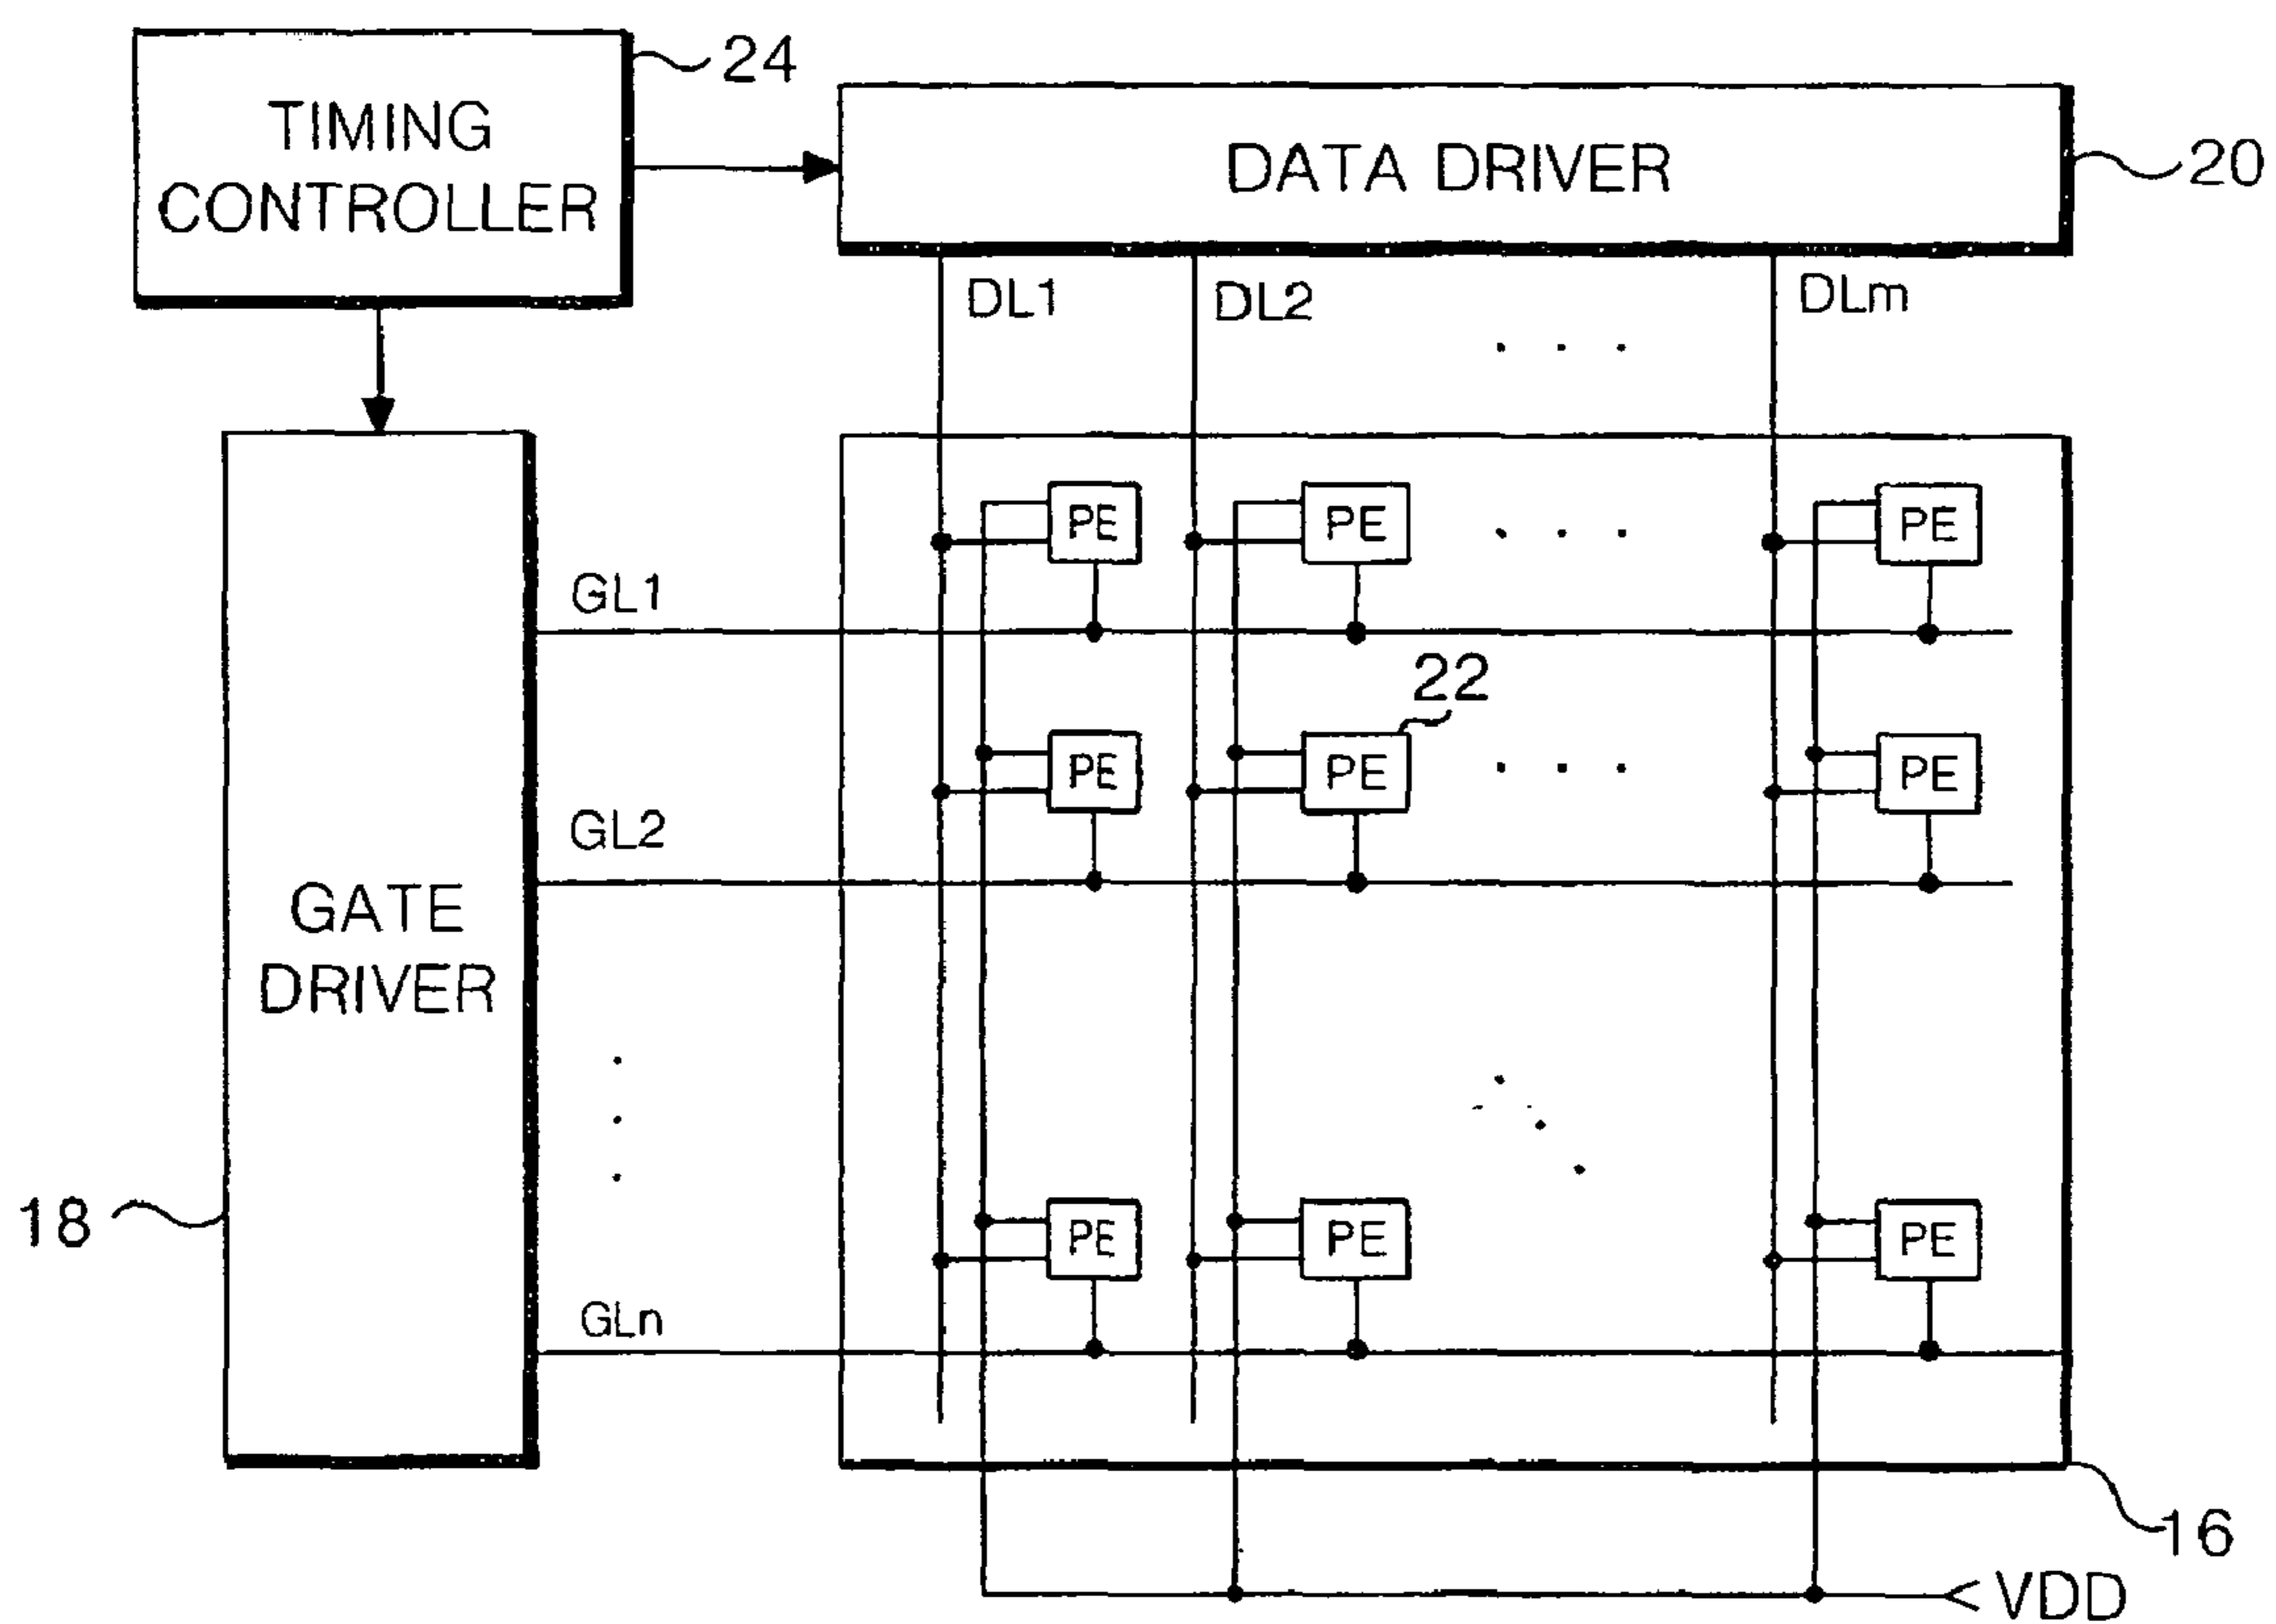 24
TIMING
CONTROLLER
DATA DRIVER
20
DL1
DL2
DLm
PE
PE
PE
GL1
22
PE
PE
PE
GL2
GATE
DRIVER
18
PE
PE
PE
GLn
16
VDD